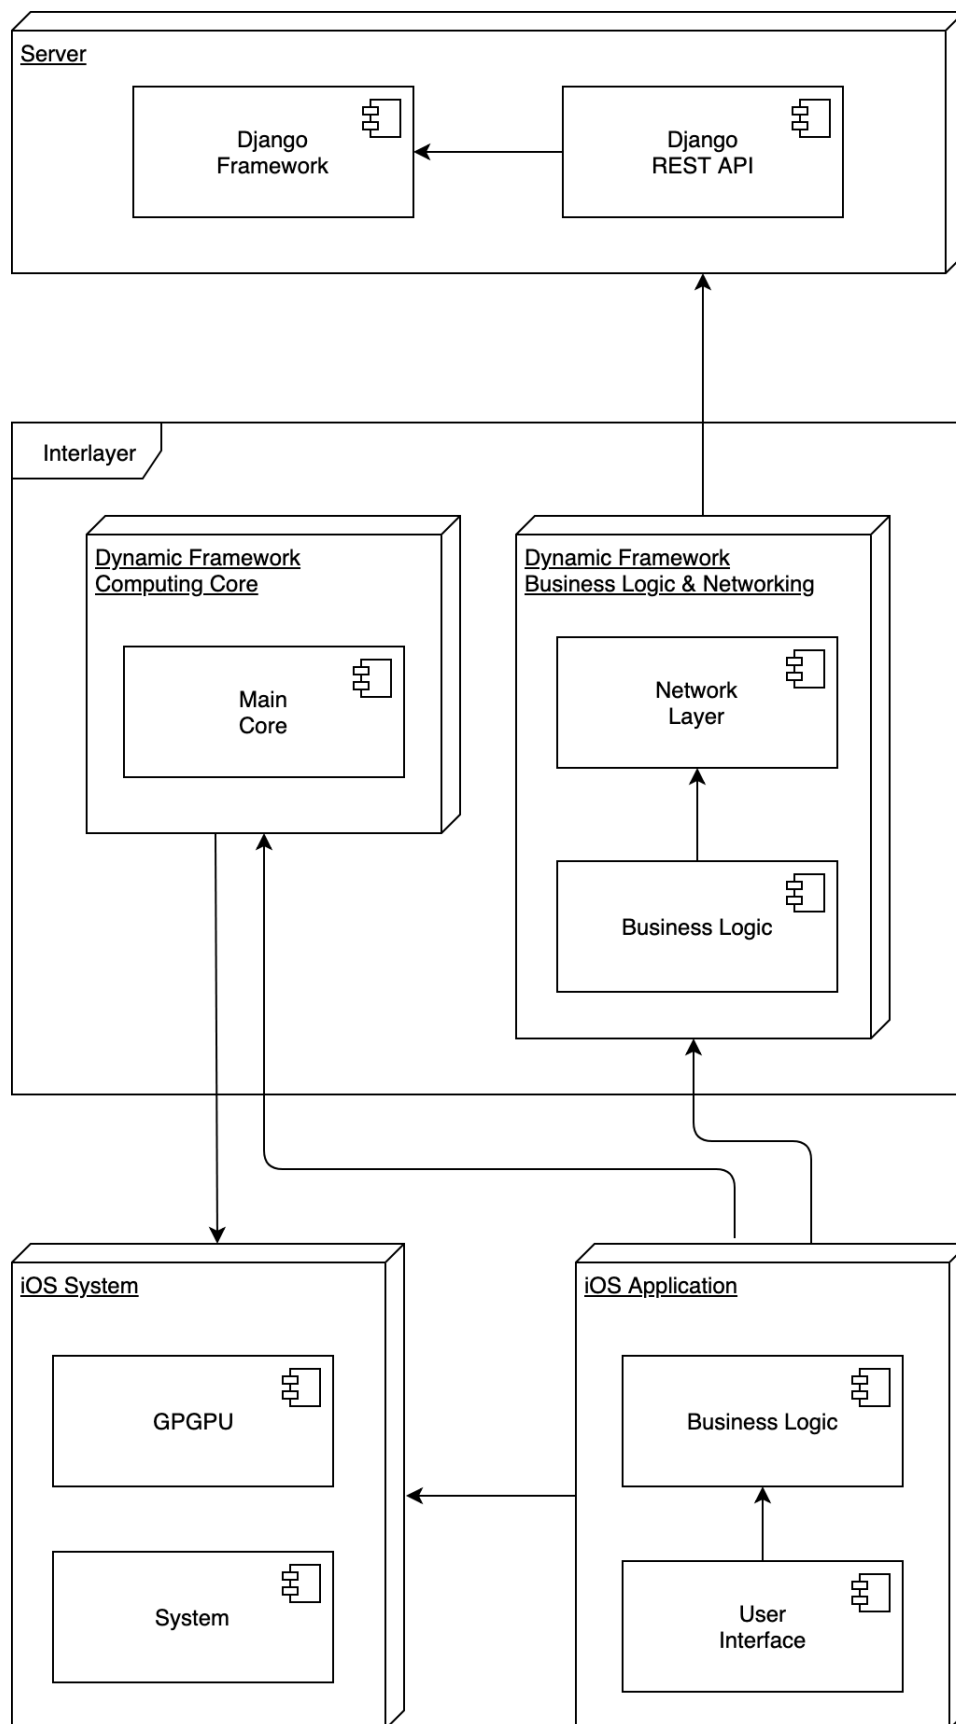 Server
Django
Framework
Django
REST API
Interlayer
Dynamic Framework
Computing Core
Main
Core
Dynamic Framework
Business Logic & Networking
Network
Layer
Business Logic
iOS System
GPGPU
System
iOS Application
Business Logic
User
Interface